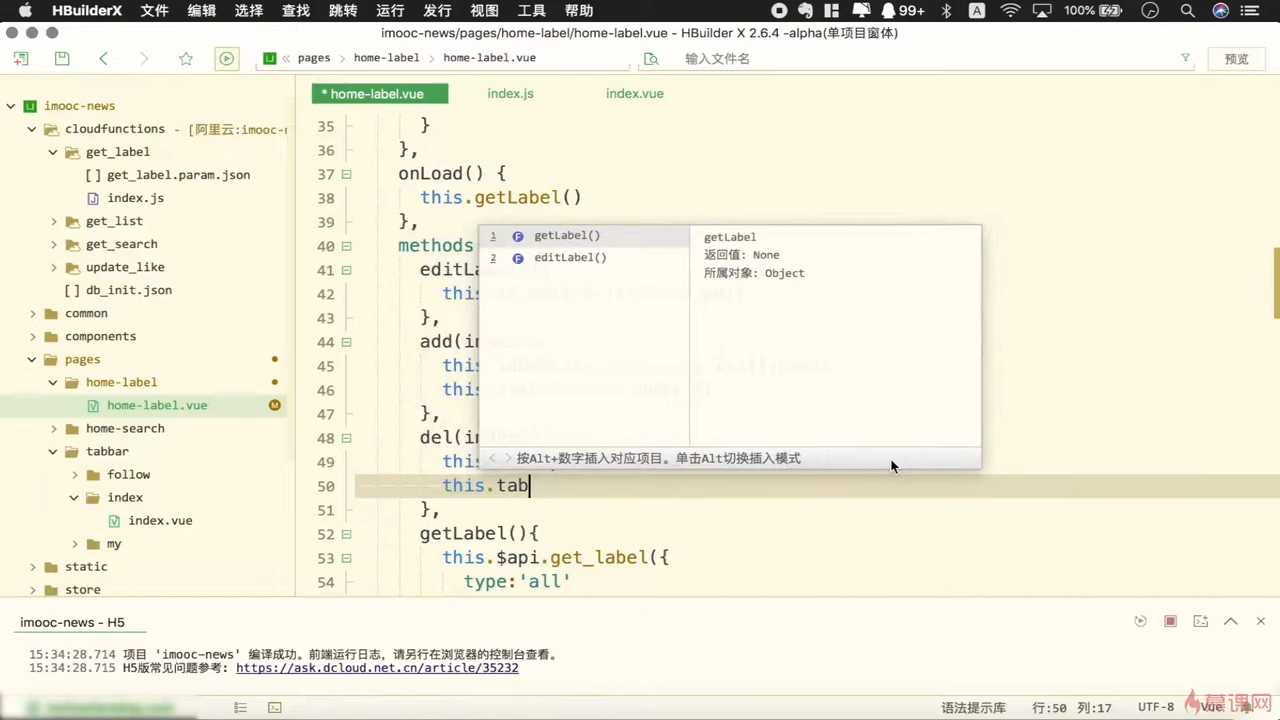 HBuilderX 文件 编辑 选择 查找 跳转 运行 发行 视图 工具 帮助 99+ A 100%
imooc-news/pages/home-label/home-label.vue - HBuilder X 2.6.4 -alpha(单项目窗体)
pages home-label home-label.vue 输入文件名 预览
imooc-news
cloudfunctions - [阿里云:imooc-
get_label
get_label.param.json
index.js
get_list
get_search
update_like
db_init.json
common
components
pages
home-label
home-label.vue M
home-search
tabbar
follow
index
index.vue
my
static
store
* home-label.vue index.js index.vue
35 }
36 },
37 onLoad() {
38 this.getLabel()
39 },
40 methods
41 editL
42 this
43 },
44 add(i
45 this
46 this
47 },
48 del(i
49 this
50 this.tab
51 },
52 getLabel(){
53 this.$api.get_label({
54 type:'all'
1 F getLabel()
2 F editLabel()
getLabel
返回值: None
所属对象: Object
按Alt+数字插入对应项目。单击Alt切换插入模式
imooc-news - H5
15:34:28.714 项目 'imooc-news' 编译成功。前端运行日志，请另行在浏览器的控制台查看。
15:34:28.715 H5版常见问题参考: https://ask.dcloud.net.cn/article/35232
语法提示库 行:50 列:17 UTF-8 Vue
慕课网